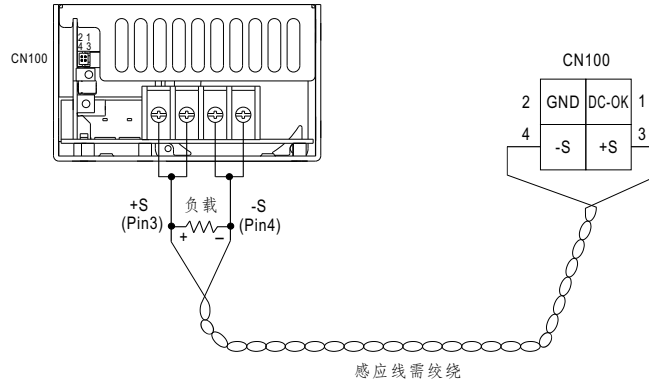 2 1
4 3
CN100
CN100
2 GND DC-OK 1
4 -S +S 3
+S 负载 -S
(Pin3) + − (Pin4)
感应线需绞绕